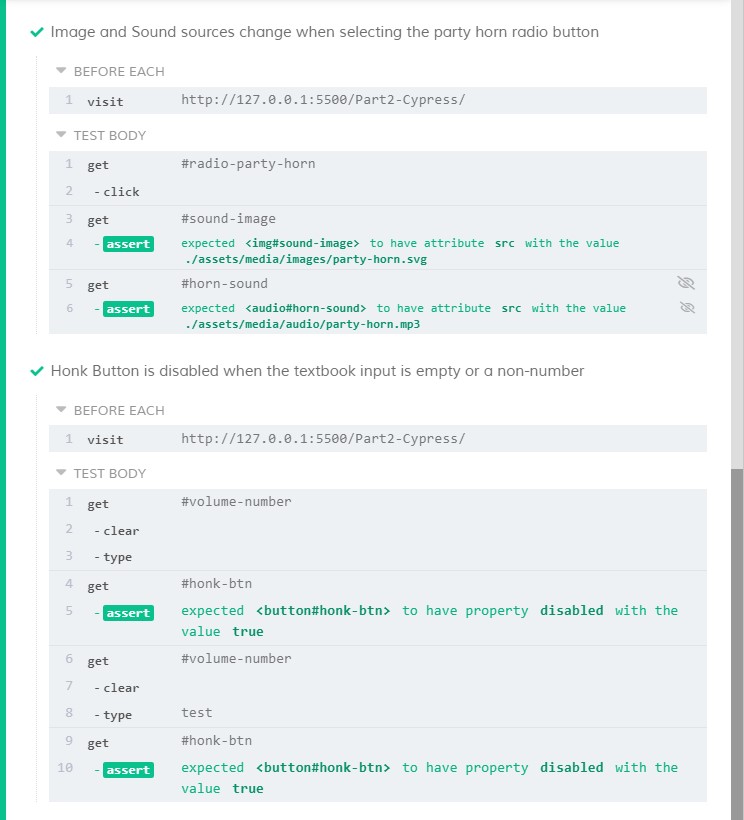 Image and Sound sources change when selecting the party horn radio button
BEFORE EACH
1 visit http://127.0.0.1:5500/Part2-Cypress/
TEST BODY
1 get #radio-party-horn
2 - click
3 get #sound-image
4 - assert expected <img#sound-image> to have attribute src with the value
./assets/media/images/party-horn.svg
5 get #horn-sound
6 - assert expected <audio#horn-sound> to have attribute src with the value
./assets/media/audio/party-horn.mp3
Honk Button is disabled when the textbook input is empty or a non-number
BEFORE EACH
1 visit http://127.0.0.1:5500/Part2-Cypress/
TEST BODY
1 get #volume-number
2 - clear
3 - type
4 get #honk-btn
5 - assert expected <button#honk-btn> to have property disabled with the
value true
6 get #volume-number
7 - clear
8 - type test
9 get #honk-btn
10 - assert expected <button#honk-btn> to have property disabled with the
value true